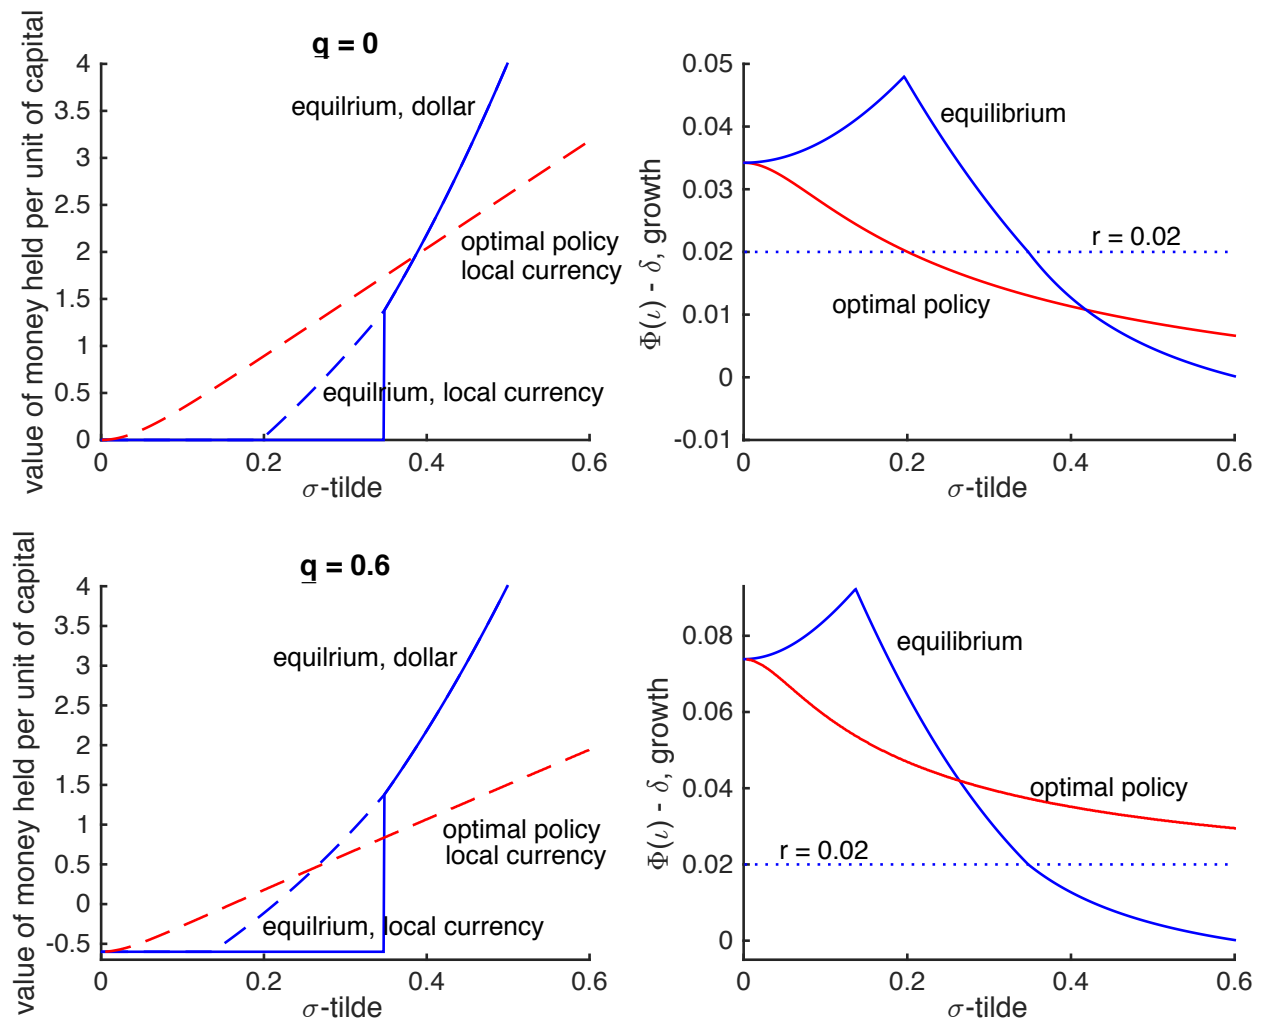 q = 0
value of money held per unit of capital
4
3.5
3
2.5
2
1.5
1
0.5
0
equilrium, dollar
optimal policy
local currency
equilrium, local currency
0 0.2 0.4 0.6
σ-tilde
Φ(ι) - δ, growth
0.05
0.04
0.03
0.02
0.01
0
-0.01
equilibrium
r = 0.02
optimal policy
0 0.2 0.4 0.6
σ-tilde
q = 0.6
value of money held per unit of capital
4
3.5
3
2.5
2
1.5
1
0.5
0
-0.5
equilrium, dollar
optimal policy
local currency
equilrium, local currency
0 0.2 0.4 0.6
σ-tilde
Φ(ι) - δ, growth
0.08
0.06
0.04
0.02
0
equilibrium
optimal policy
r = 0.02
0 0.2 0.4 0.6
σ-tilde